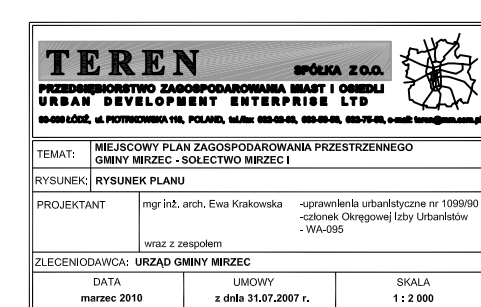 TEREN SPÓŁKA Z O.O.
PRZEDSIĘBIORSTWO ZAGOSPODAROWANIA MIAST I OSIEDLI
URBAN DEVELOPMENT ENTERPRISE LTD
ŁÓDŹ, ul. PIOTRKOWSKA 118, POLAND, tel./fax:
TEMAT: MIEJSCOWY PLAN ZAGOSPODAROWANIA PRZESTRZENNEGO
GMINY MIRZEC - SOŁECTWO MIRZEC I
RYSUNEK: RYSUNEK PLANU
PROJEKTANT mgr inż. arch. Ewa Krakowska -uprawnienia urbanistyczne nr 1099/90
-członek Okręgowej Izby Urbanistów
- WA-095
wraz z zespołem
ZLECENIODAWCA: URZĄD GMINY MIRZEC
DATA UMOWY SKALA
marzec 2010 z dnia 31.07.2007 r. 1 : 2 000